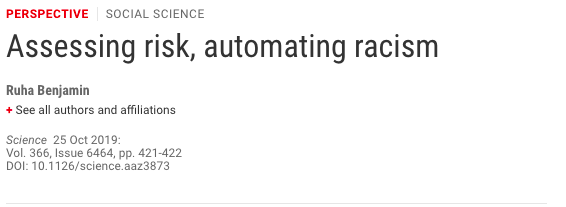 PERSPECTIVE | SOCIAL SCIENCE
Assessing risk, automating racism
Ruha Benjamin
+ See all authors and affiliations
Science 25 Oct 2019:
Vol. 366, Issue 6464, pp. 421-422
DOI: 10.1126/science.aaz3873